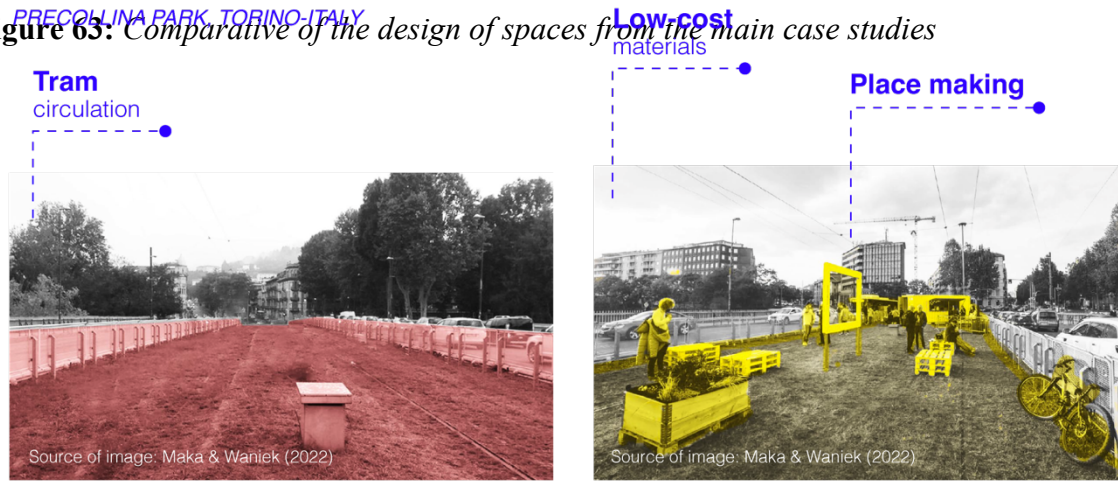 PRECOLLINA PARK, TORINO-ITALY
gure 63: Comparative of the design of spaces from the main case studies
Low-cost
materials
Tram
circulation
Place making
Source of image: Maka & Waniek (2022)
Source of image: Maka & Waniek (2022)